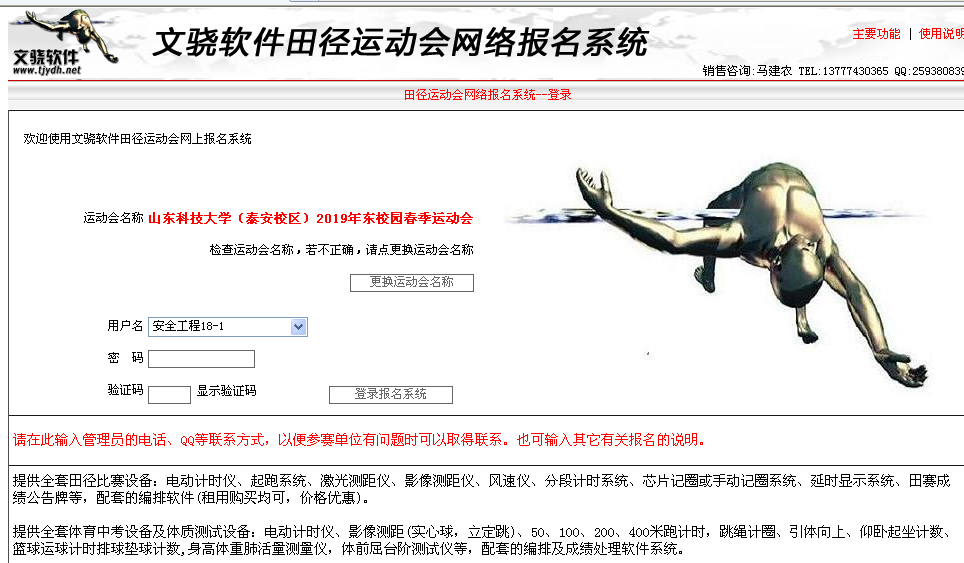 文骁软件田径运动会网络报名系统
文骁软件
www.tjydh.net
主要功能 | 使用说明
销售咨询:马建农 TEL:13777430365 QQ:259380839
田径运动会网络报名系统--登录
欢迎使用文骁软件田径运动会网上报名系统
运动会名称 山东科技大学（泰安校区）2019年东校园春季运动会
检查运动会名称，若不正确，请点更换运动会名称
更换运动会名称
用户名 安全工程18-1
密 码
验证码 显示验证码 登录报名系统
请在此输入管理员的电话、QQ等联系方式，以便参赛单位有问题时可以取得联系。也可输入其它有关报名的说明。
提供全套田径比赛设备：电动计时仪、起跑系统、激光测距仪、影像测距仪、风速仪、分段计时系统、芯片记圈或手动记圈系统、延时显示系统、田赛成
绩公告牌等，配套的编排软件(租用购买均可，价格优惠)。
提供全套体育中考设备及体质测试设备：电动计时仪、影像测距(实心球，立定跳)、50、100、200、400米跑计时，跳绳计圈、引体向上、仰卧起坐计数、
篮球运球计时排球垫球计数,身高体重肺活量测量仪，体前屈台阶测试仪等，配套的编排及成绩处理软件系统。